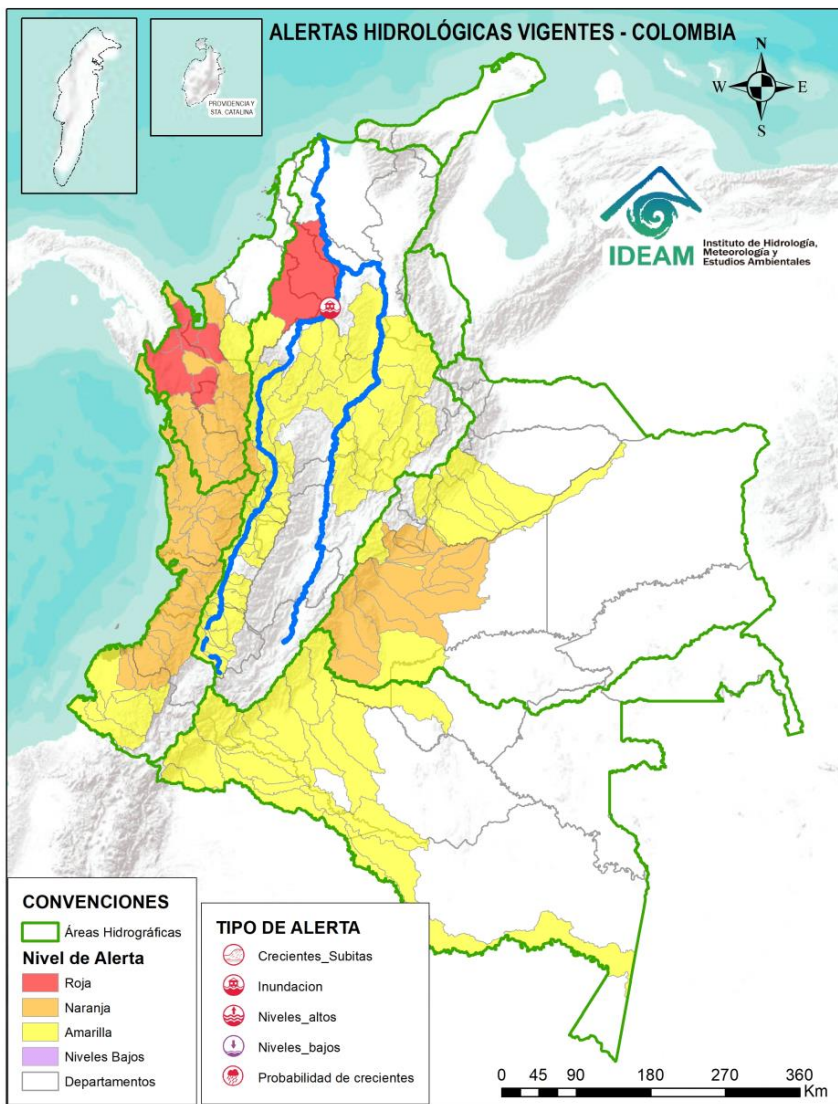 ALERTAS HIDROLÓGICAS VIGENTES - COLOMBIA
PROVIDENCIA Y
STA. CATALINA
N
W
E
S
IDEAM
Instituto de Hidrología,
Meteorología y
Estudios Ambientales
CONVENCIONES
Áreas Hidrográficas
Nivel de Alerta
Roja
Naranja
Amarilla
Niveles Bajos
Departamentos
TIPO DE ALERTA
Crecientes_Subitas
Inundacion
Niveles_altos
Niveles_bajos
Probabilidad de crecientes
0 45 90 180 270 360
Km